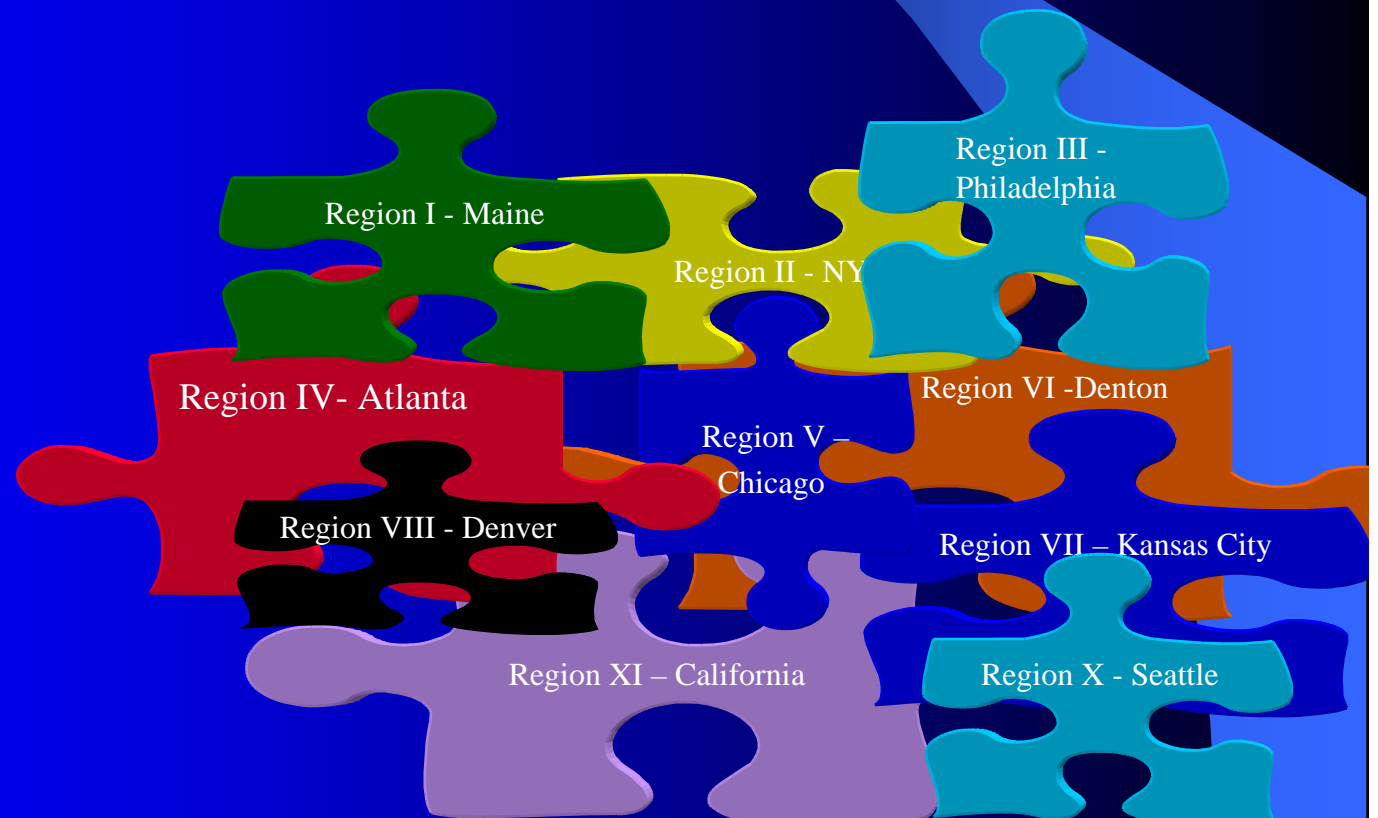 Region III -
Philadelphia
Region I - Maine
Region II - NY
Region IV- Atlanta
Region VI -Denton
Region V –
Chicago
Region VIII - Denver
Region VII – Kansas City
Region XI – California
Region X - Seattle